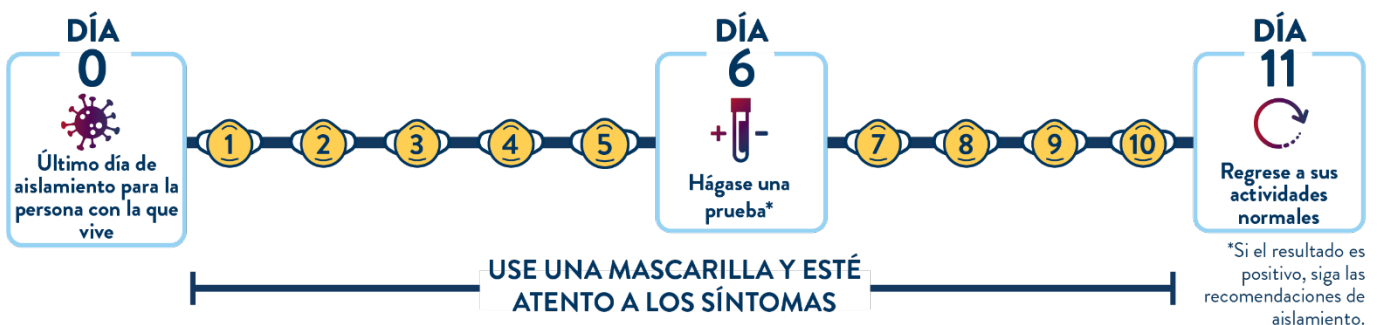 DÍA
0
Último día de
aislamiento para la
persona con la que
vive
1
2
3
4
5
DÍA
6
+ -
Hágase una
prueba*
7
8
9
10
DÍA
11
Regrese a sus
actividades
normales
*Si el resultado es
positivo, siga las
recomendaciones de
aislamiento.
USE UNA MASCARILLA Y ESTÉ
ATENTO A LOS SÍNTOMAS